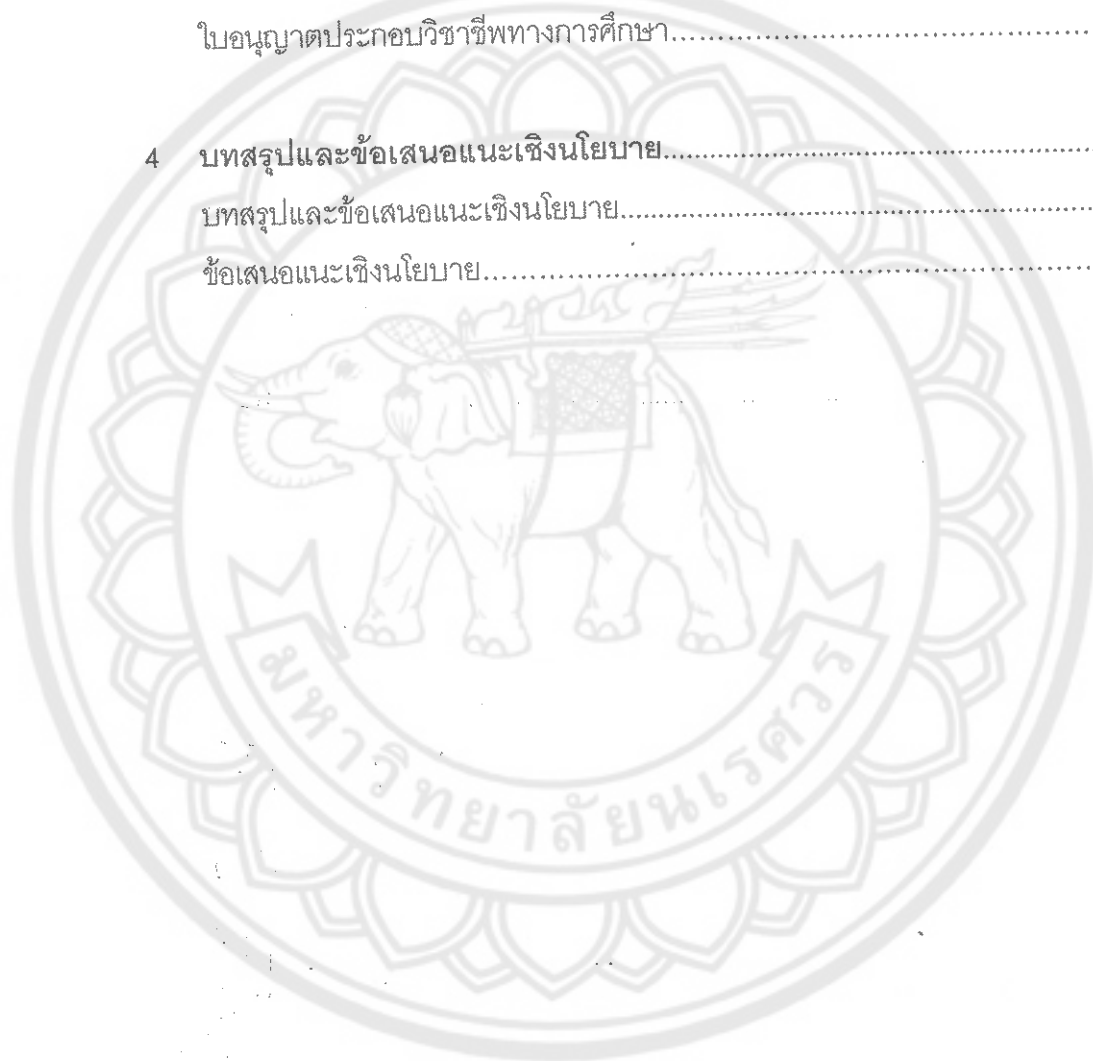 ใบอนุญาตประกอบวิชาชีพทางการศึกษา........................................
4 บทสรุปและข้อเสนอแนะเชิงนโยบาย........................................
บทสรุปและข้อเสนอแนะเชิงนโยบาย........................................
ข้อเสนอแนะเชิงนโยบาย........................................
มหาวิทยาลัยนเรศวร